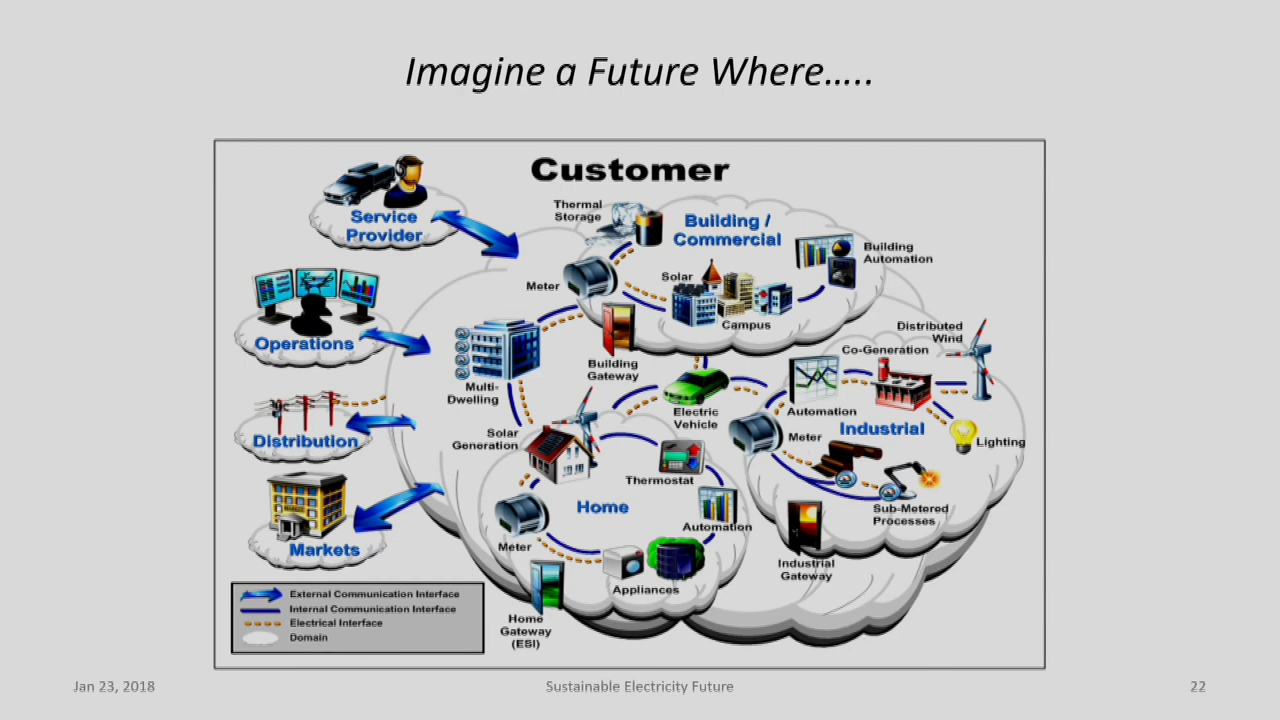 Imagine a Future Where.....
Customer
Service
Provider
Thermal
Storage
Building /
Commercial
Building
Automation
Meter
Solar
Campus
Operations
Building
Gateway
Multi-
Dwelling
Electric
Vehicle
Distributed
Wind
Co-Generation
Automation
Industrial
Meter
Lighting
Distribution
Solar
Generation
Thermostat
Home
Automation
Sub-Metered
Processes
Markets
Meter
Appliances
Industrial
Gateway
Home
Gateway
(ESI)
External Communication Interface
Internal Communication Interface
Electrical Interface
Domain
Jan 23, 2018
Sustainable Electricity Future
22